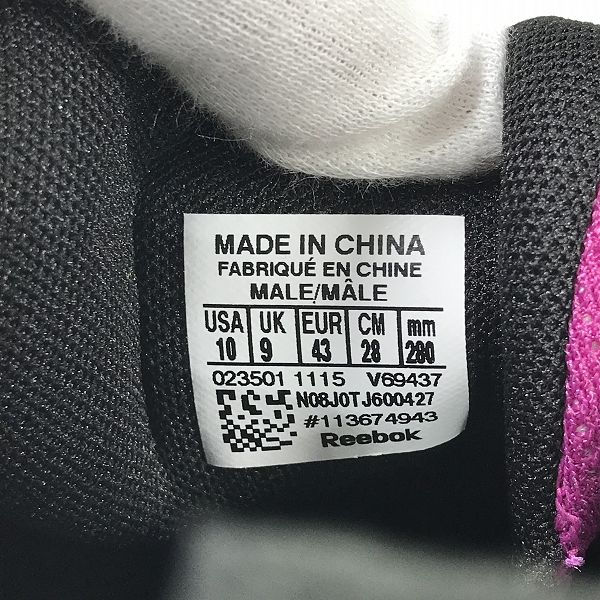 MADE IN CHINA
FABRIQUÉ EN CHINE
MALE/MÂLE
USA UK EUR CM mm
10 9 43 28 280
023501 1115 V69437
N08J0TJ600427
#113674943
Reebok